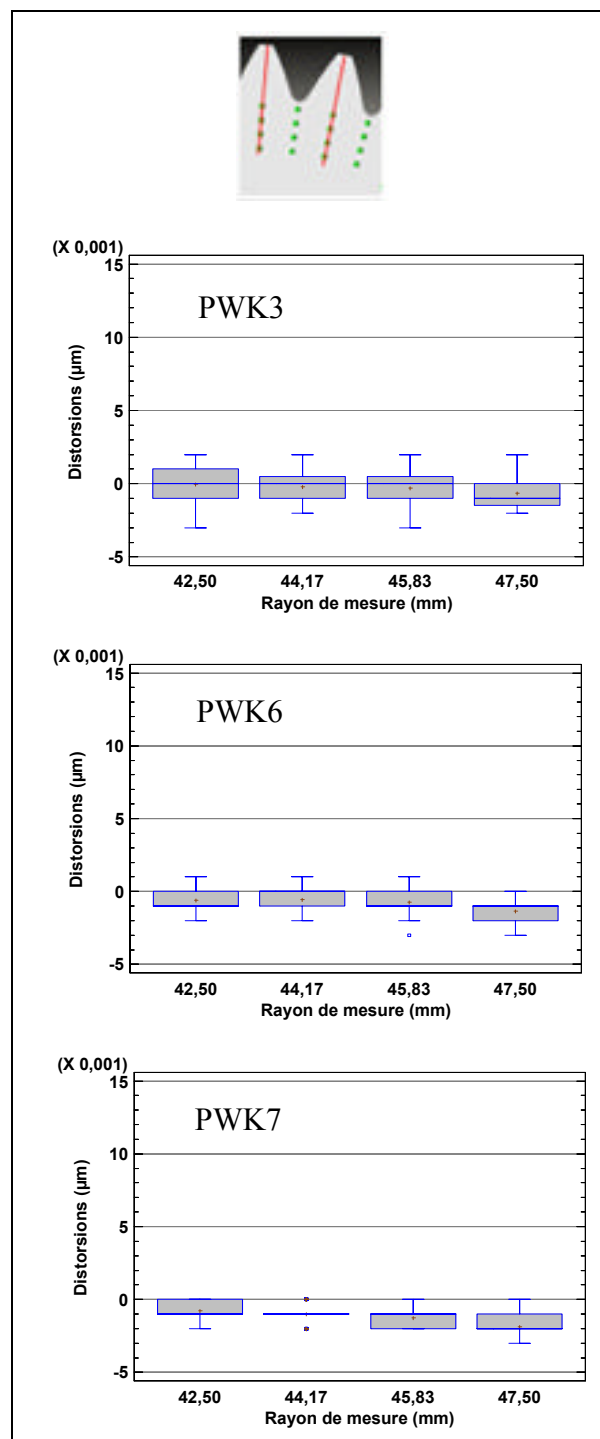 (X 0,001)
15
PWK3
10
Distorsions (µm)
5
0
-5
42,50 44,17 45,83 47,50
Rayon de mesure (mm)
(X 0,001)
15
PWK6
10
Distorsions (µm)
5
0
-5
42,50 44,17 45,83 47,50
Rayon de mesure (mm)
(X 0,001)
15
PWK7
10
Distorsions (µm)
5
0
-5
42,50 44,17 45,83 47,50
Rayon de mesure (mm)